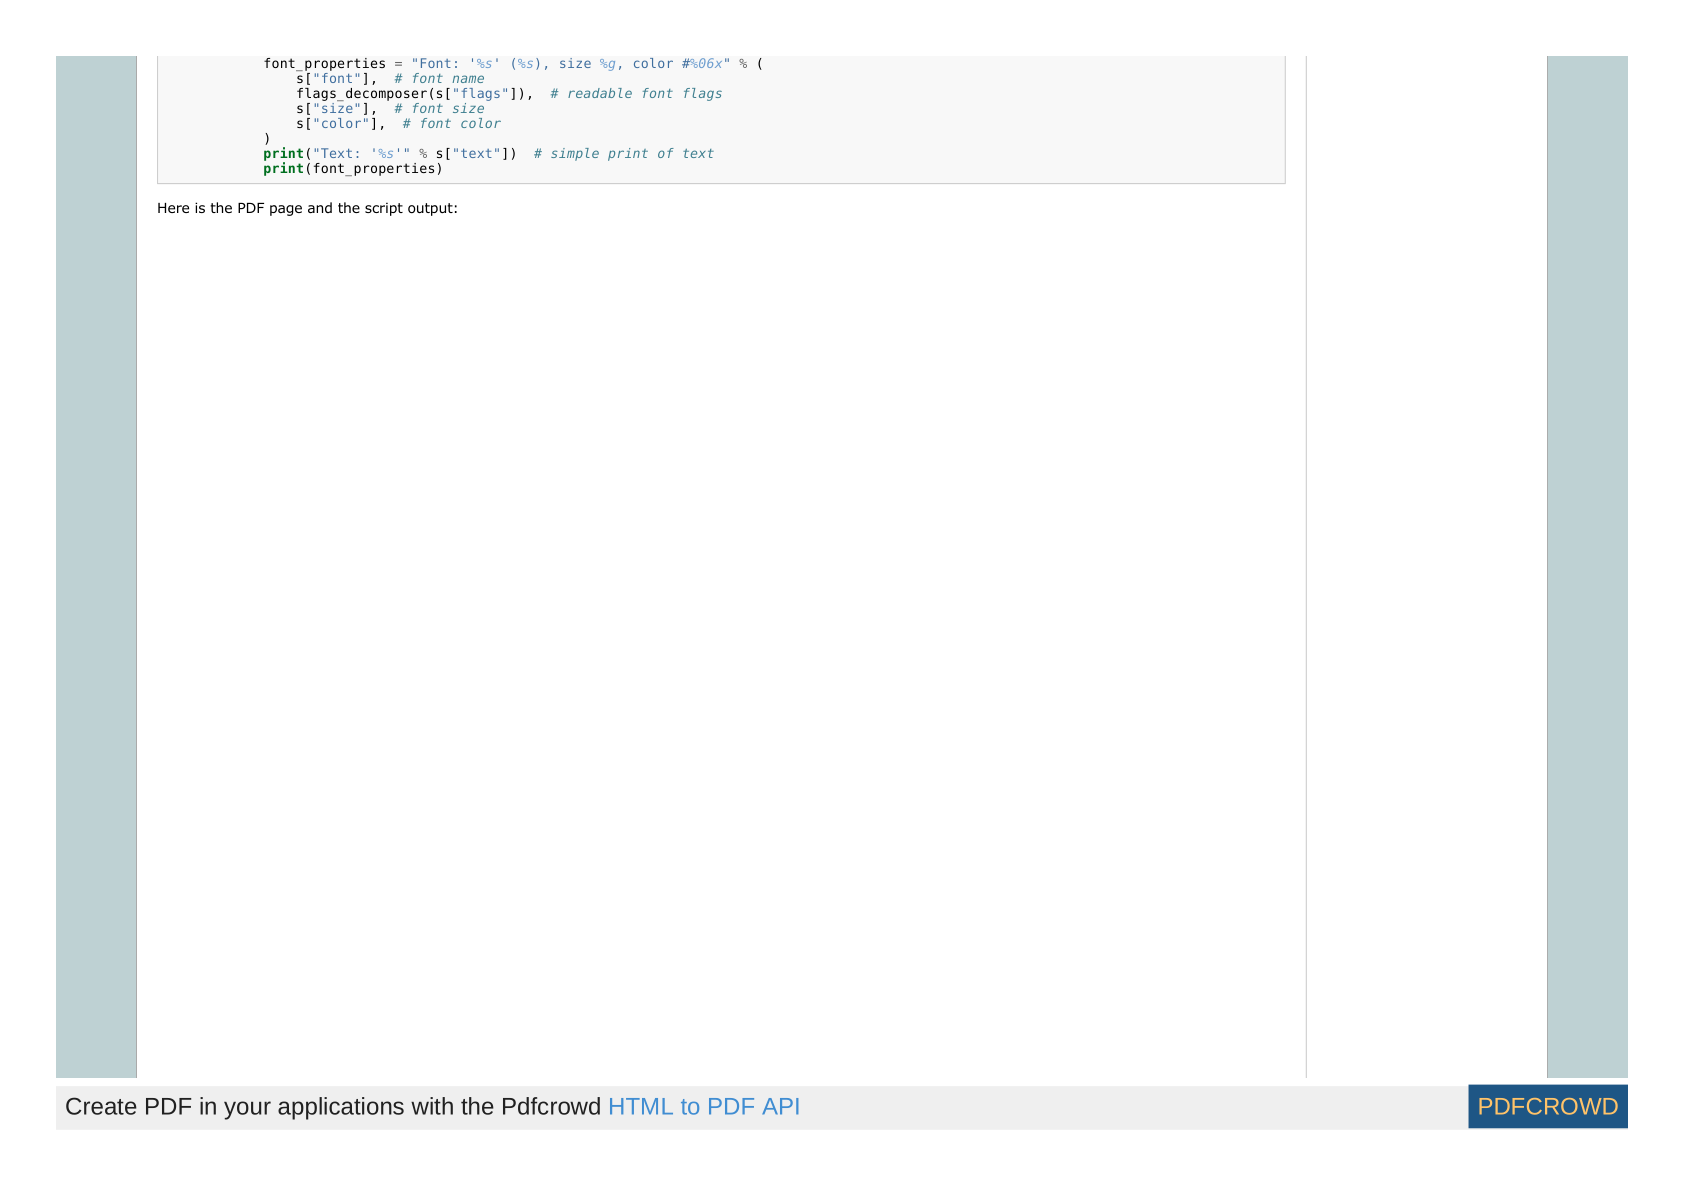 font_properties = "Font: '%s' (%s), size %g, color #%06x" % (
    s["font"],  # font name
    flags_decomposer(s["flags"]),  # readable font flags
    s["size"],  # font size
    s["color"],  # font color
)
print("Text: '%s'" % s["text"])  # simple print of text
print(font_properties)
Here is the PDF page and the script output:
Create PDF in your applications with the Pdfcrowd HTML to PDF API
PDFCROWD